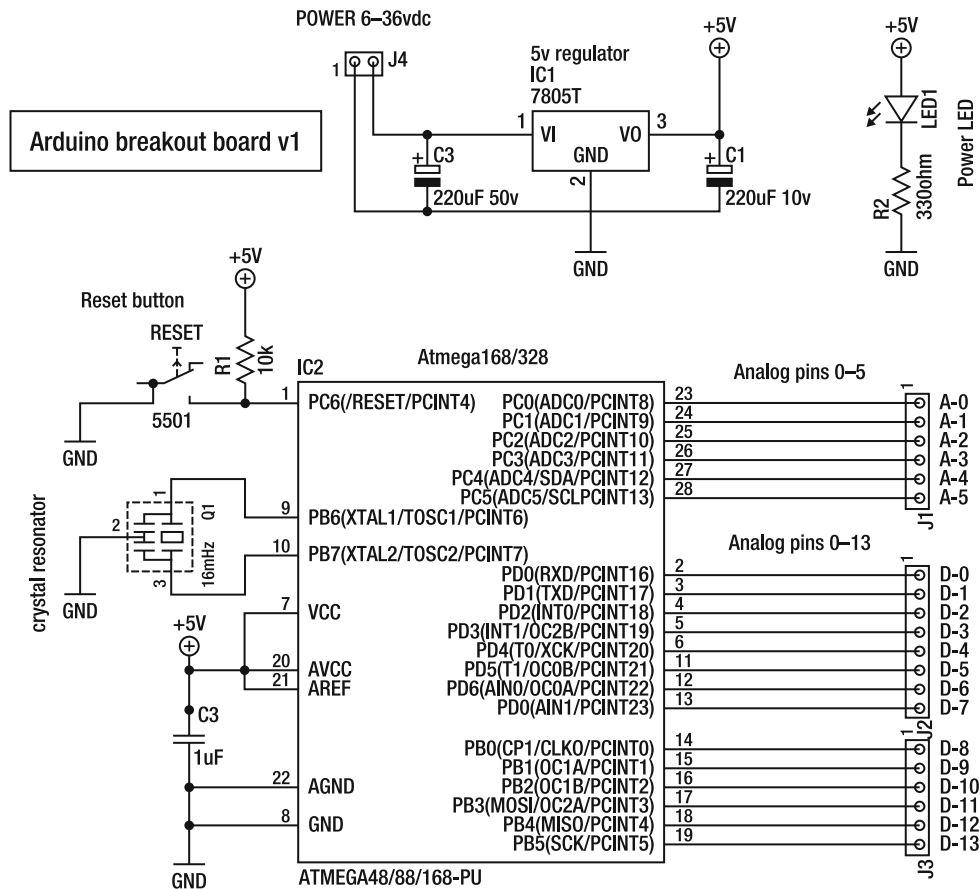 POWER 6–36vdc
1
J4
5v regulator
IC1
7805T
1 VI
VO 3
GND
2
+5V
+5V
LED1
Power LED
R2
330ohm
GND
Arduino breakout board v1
+ C3
220uF 50v
+ C1
220uF 10v
GND
+5V
Reset button
RESET
5501
R1
10k
GND
IC2
Atmega168/328
1 PC6(/RESET/PCINT4)
crystal resonator
1
2
3
Q1
16mHz
GND
9 PB6(XTAL1/TOSC1/PCINT6)
10 PB7(XTAL2/TOSC2/PCINT7)
7 VCC
+5V
20 AVCC
21 AREF
C3
1uF
22 AGND
8 GND
GND
ATMEGA48/88/168-PU
Analog pins 0–5
1
PC0(ADC0/PCINT8) 23 A-0
PC1(ADC1/PCINT9) 24 A-1
PC2(ADC2/PCINT10) 25 A-2
PC3(ADC3/PCINT11) 26 A-3
PC4(ADC4/SDA/PCINT12) 27 A-4
PC5(ADC5/SCLPCINT13) 28 A-5
J1
Analog pins 0–13
1
PD0(RXD/PCINT16) 2 D-0
PD1(TXD/PCINT17) 3 D-1
PD2(INT0/PCINT18) 4 D-2
PD3(INT1/OC2B/PCINT19) 5 D-3
PD4(T0/XCK/PCINT20) 6 D-4
PD5(T1/OC0B/PCINT21) 11 D-5
PD6(AIN0/OC0A/PCINT22) 12 D-6
PD0(AIN1/PCINT23) 13 D-7
J2
1
PB0(CP1/CLKO/PCINT0) 14 D-8
PB1(OC1A/PCINT1) 15 D-9
PB2(OC1B/PCINT2) 16 D-10
PB3(MOSI/OC2A/PCINT3) 17 D-11
PB4(MISO/PCINT4) 18 D-12
PB5(SCK/PCINT5) 19 D-13
J3